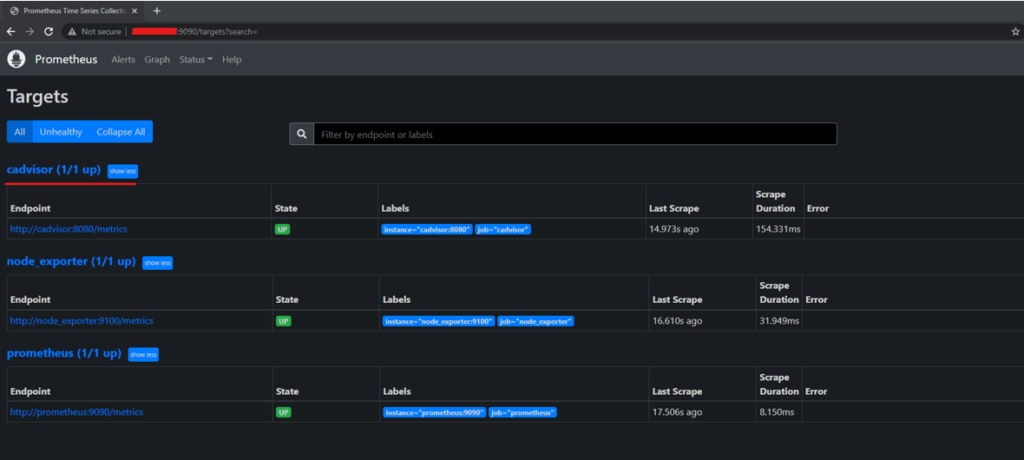 Prometheus Time Series Collecti
Not secure :9090/targets?search=
Prometheus Alerts Graph Status Help
Targets
All Unhealthy Collapse All Filter by endpoint or labels
cadvisor (1/1 up) show less
Endpoint State Labels Last Scrape Scrape Duration Error
http://cadvisor:8080/metrics UP instance="cadvisor:8080" job="cadvisor" 14.973s ago 154.331ms
node_exporter (1/1 up) show less
Endpoint State Labels Last Scrape Scrape Duration Error
http://node_exporter:9100/metrics UP instance="node_exporter:9100" job="node_exporter" 16.610s ago 31.949ms
prometheus (1/1 up) show less
Endpoint State Labels Last Scrape Scrape Duration Error
http://prometheus:9090/metrics UP instance="prometheus:9090" job="prometheus" 17.506s ago 8.150ms